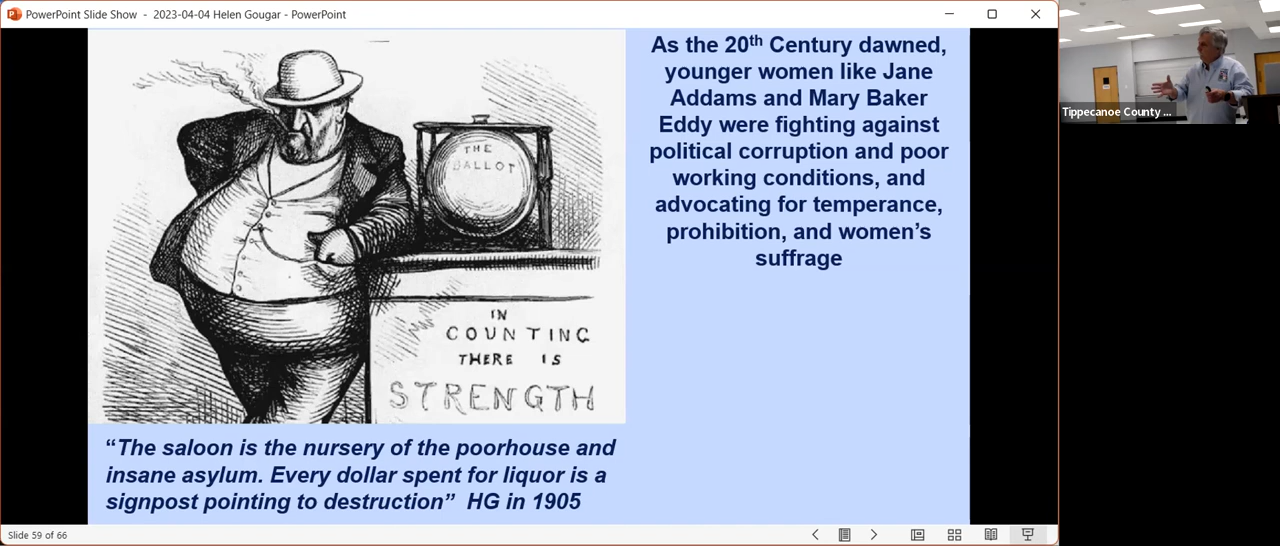 PowerPoint Slide Show - 2023-04-04 Helen Gougar - PowerPoint
THE
BALLOT
IN
COUNTING
THERE IS
STRENGTH
As the 20th Century dawned,
younger women like Jane
Addams and Mary Baker
Eddy were fighting against
political corruption and poor
working conditions, and
advocating for temperance,
prohibition, and women’s
suffrage
“The saloon is the nursery of the poorhouse and
insane asylum. Every dollar spent for liquor is a
signpost pointing to destruction” HG in 1905
Tippecanoe County ...
Slide 59 of 66